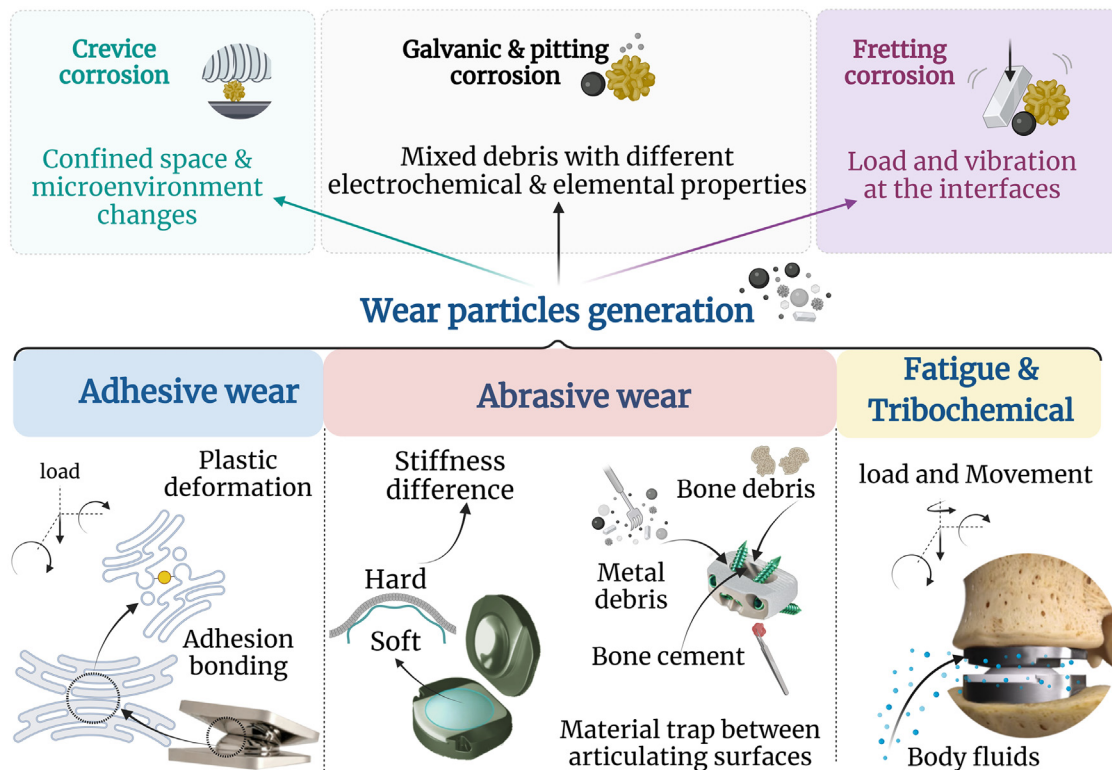 Crevice
corrosion
Confined space &
microenvironment
changes
Galvanic & pitting
corrosion
Mixed debris with different
electrochemical & elemental properties
Fretting
corrosion
Load and vibration
at the interfaces
Wear particles generation
Adhesive wear
Abrasive wear
Fatigue &
Tribochemical
load
Plastic
deformation
Adhesion
bonding
Stiffness
difference
Hard
Soft
Bone debris
Metal
debris
Bone cement
Material trap between
articulating surfaces
load and Movement
Body fluids